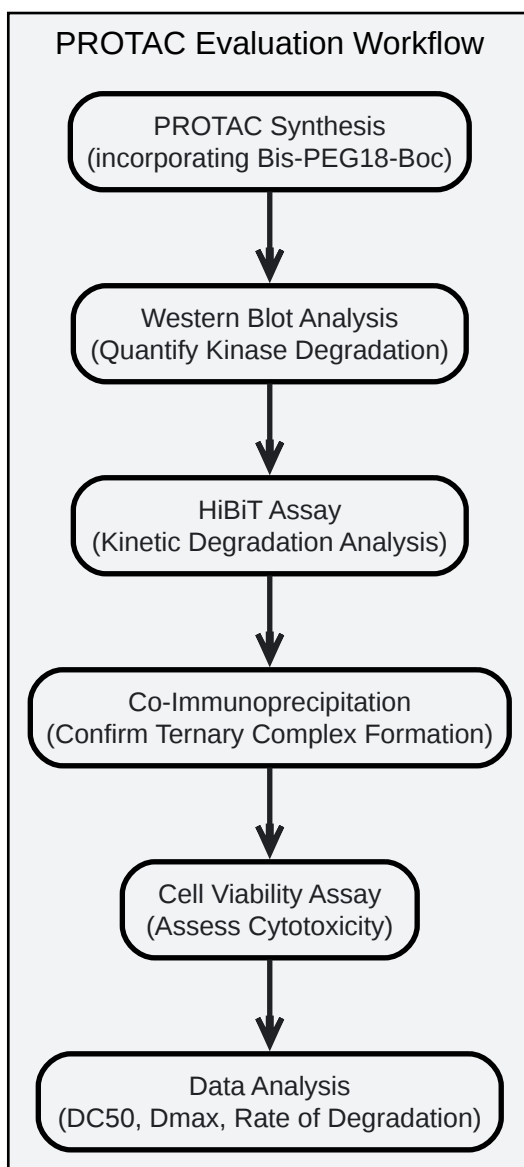 PROTAC Evaluation Workflow
PROTAC Synthesis
(incorporating Bis-PEG18-Boc)
Western Blot Analysis
(Quantify Kinase Degradation)
HiBiT Assay
(Kinetic Degradation Analysis)
Co-Immunoprecipitation
(Confirm Ternary Complex Formation)
Cell Viability Assay
(Assess Cytotoxicity)
Data Analysis
(DC50, Dmax, Rate of Degradation)